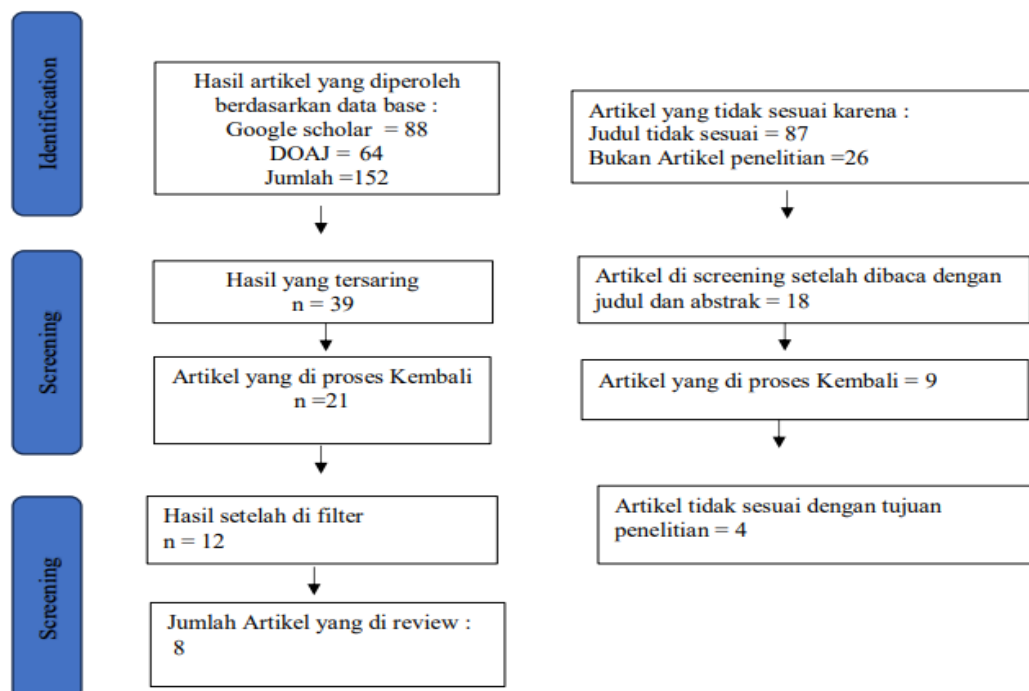 Identification
Hasil artikel yang diperoleh
berdasarkan data base :
Google scholar = 88
DOAJ = 64
Jumlah =152
Artikel yang tidak sesuai karena :
Judul tidak sesuai = 87
Bukan Artikel penelitian =26
Screening
Hasil yang tersaring
n = 39
Artikel di screening setelah dibaca dengan
judul dan abstrak = 18
Artikel yang di proses Kembali
n =21
Artikel yang di proses Kembali = 9
Screening
Hasil setelah di filter
n = 12
Artikel tidak sesuai dengan tujuan
penelitian = 4
Jumlah Artikel yang di review :
8